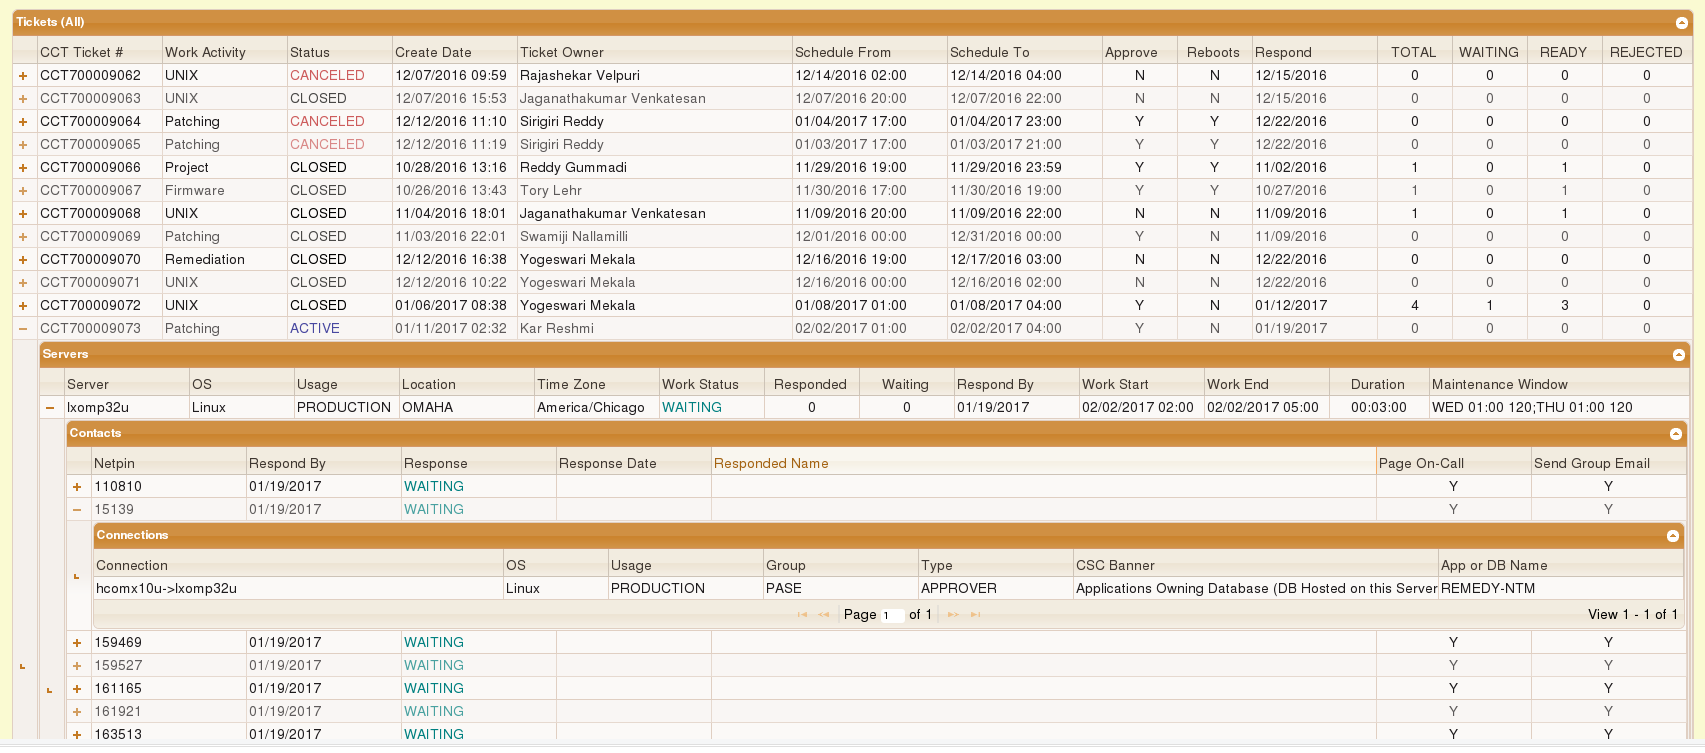 Tickets (All)
CCT Ticket # Work Activity Status Create Date Ticket Owner Schedule From Schedule To Approve Reboots Respond TOTAL WAITING READY REJECTED
CCT700009062 UNIX CANCELED 12/07/2016 09:59 Rajashekar Velpuri 12/14/2016 02:00 12/14/2016 04:00 N N 12/15/2016 0 0 0 0
CCT700009063 UNIX CLOSED 12/07/2016 15:53 Jaganathakumar Venkatesan 12/07/2016 20:00 12/07/2016 22:00 N N 12/15/2016 0 0 0 0
CCT700009064 Patching CANCELED 12/12/2016 11:10 Sirigiri Reddy 01/04/2017 17:00 01/04/2017 23:00 Y Y 12/22/2016 0 0 0 0
CCT700009065 Patching CANCELED 12/12/2016 11:19 Sirigiri Reddy 01/03/2017 17:00 01/03/2017 21:00 Y Y 12/22/2016 0 0 0 0
CCT700009066 Project CLOSED 10/28/2016 13:16 Reddy Gummadi 11/29/2016 19:00 11/29/2016 23:59 Y Y 11/02/2016 1 0 1 0
CCT700009067 Firmware CLOSED 10/26/2016 13:43 Tory Lehr 11/30/2016 17:00 11/30/2016 19:00 Y Y 10/27/2016 1 0 1 0
CCT700009068 UNIX CLOSED 11/04/2016 18:01 Jaganathakumar Venkatesan 11/09/2016 20:00 11/09/2016 22:00 N N 11/09/2016 1 0 1 0
CCT700009069 Patching CLOSED 11/03/2016 22:01 Swamiji Nallamilli 12/01/2016 00:00 12/31/2016 00:00 Y N 11/09/2016 0 0 0 0
CCT700009070 Remediation CLOSED 12/12/2016 16:38 Yogeswari Mekala 12/16/2016 19:00 12/17/2016 03:00 N N 12/22/2016 0 0 0 0
CCT700009071 UNIX CLOSED 12/12/2016 10:22 Yogeswari Mekala 12/16/2016 00:00 12/16/2016 02:00 N N 12/22/2016 0 0 0 0
CCT700009072 UNIX CLOSED 01/06/2017 08:38 Yogeswari Mekala 01/08/2017 01:00 01/08/2017 04:00 Y N 01/12/2017 4 1 3 0
CCT700009073 Patching ACTIVE 01/11/2017 02:32 Kar Reshmi 02/02/2017 01:00 02/02/2017 04:00 Y N 01/19/2017 0 0 0 0
Servers
Server OS Usage Location Time Zone Work Status Responded Waiting Respond By Work Start Work End Duration Maintenance Window
lxomp32u Linux PRODUCTION OMAHA America/Chicago WAITING 0 0 01/19/2017 02/02/2017 02:00 02/02/2017 05:00 00:03:00 WED 01:00 120;THU 01:00 120
Contacts
Netpin Respond By Response Response Date Responded Name Page On-Call Send Group Email
110810 01/19/2017 WAITING Y Y
15139 01/19/2017 WAITING Y Y
Connections
Connection OS Usage Group Type CSC Banner App or DB Name
hcomx10u->lxomp32u Linux PRODUCTION PASE APPROVER Applications Owning Database (DB Hosted on this Server REMEDY-NTM
Page 1 of 1 View 1 - 1 of 1
159469 01/19/2017 WAITING Y Y
159527 01/19/2017 WAITING Y Y
161165 01/19/2017 WAITING Y Y
161921 01/19/2017 WAITING Y Y
163513 01/19/2017 WAITING Y Y